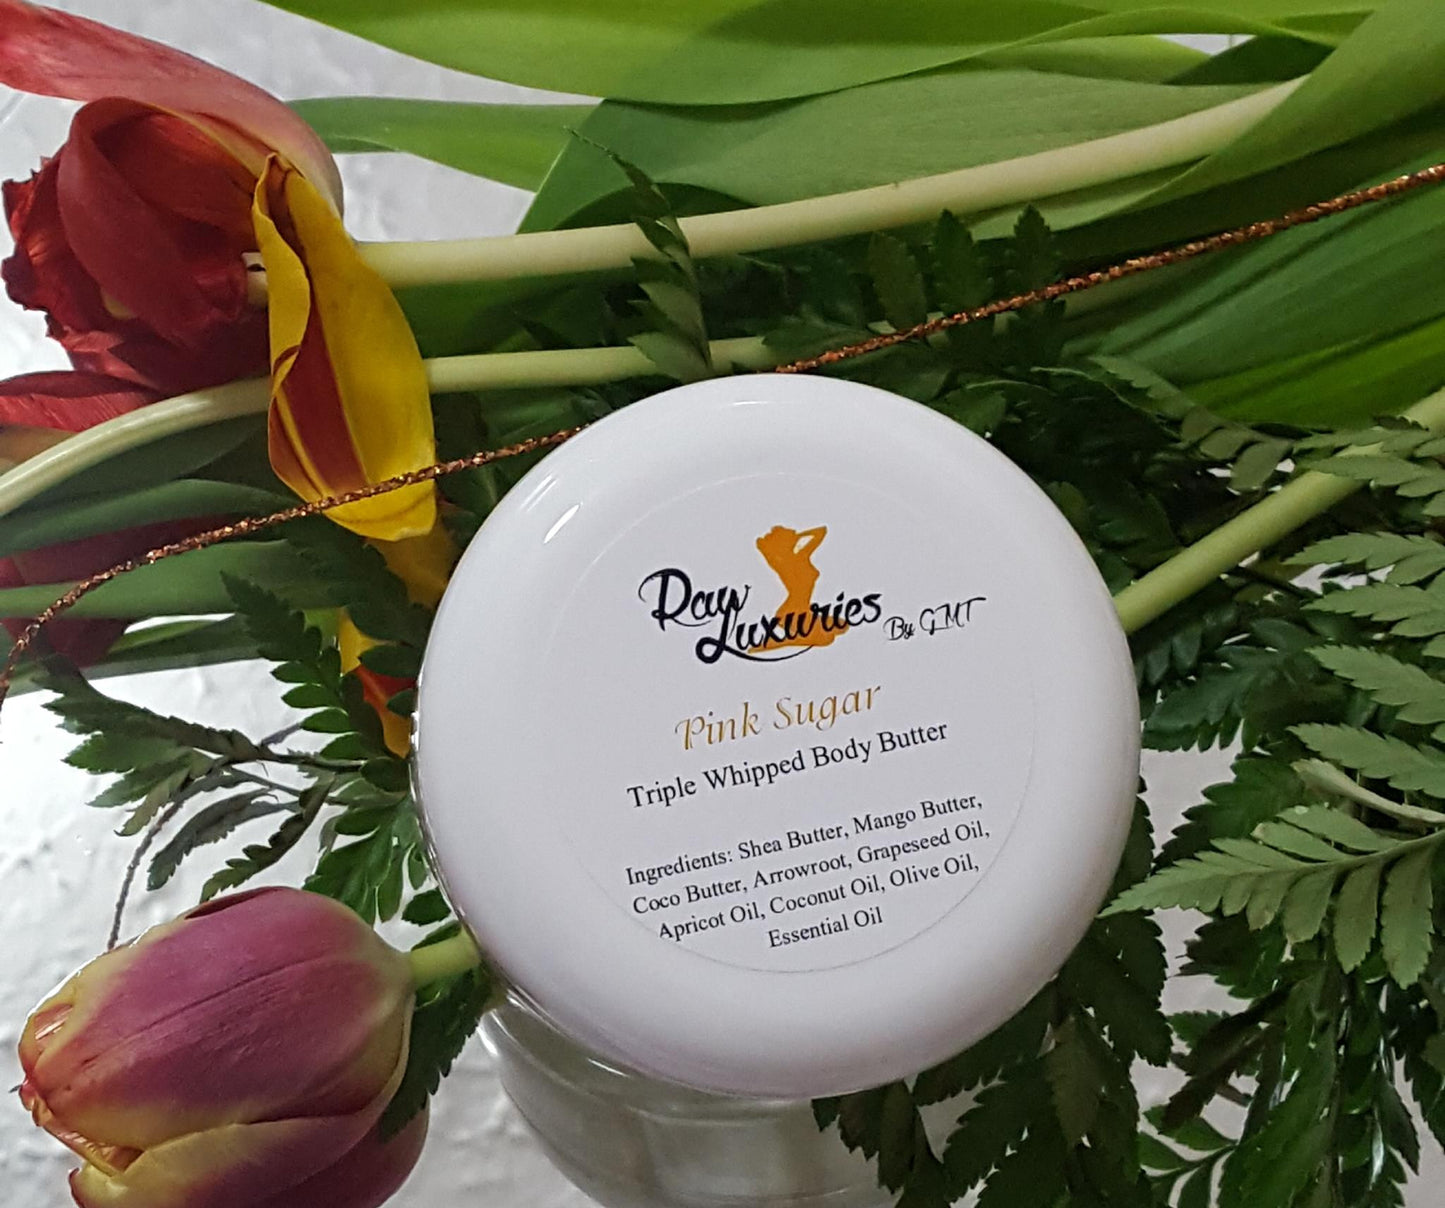 Raw
Luxuries By GMT
Pink Sugar
Triple Whipped Body Butter
Ingredients: Shea Butter, Mango Butter,
Coco Butter, Arrowroot, Grapeseed Oil,
Apricot Oil, Coconut Oil, Olive Oil,
Essential Oil